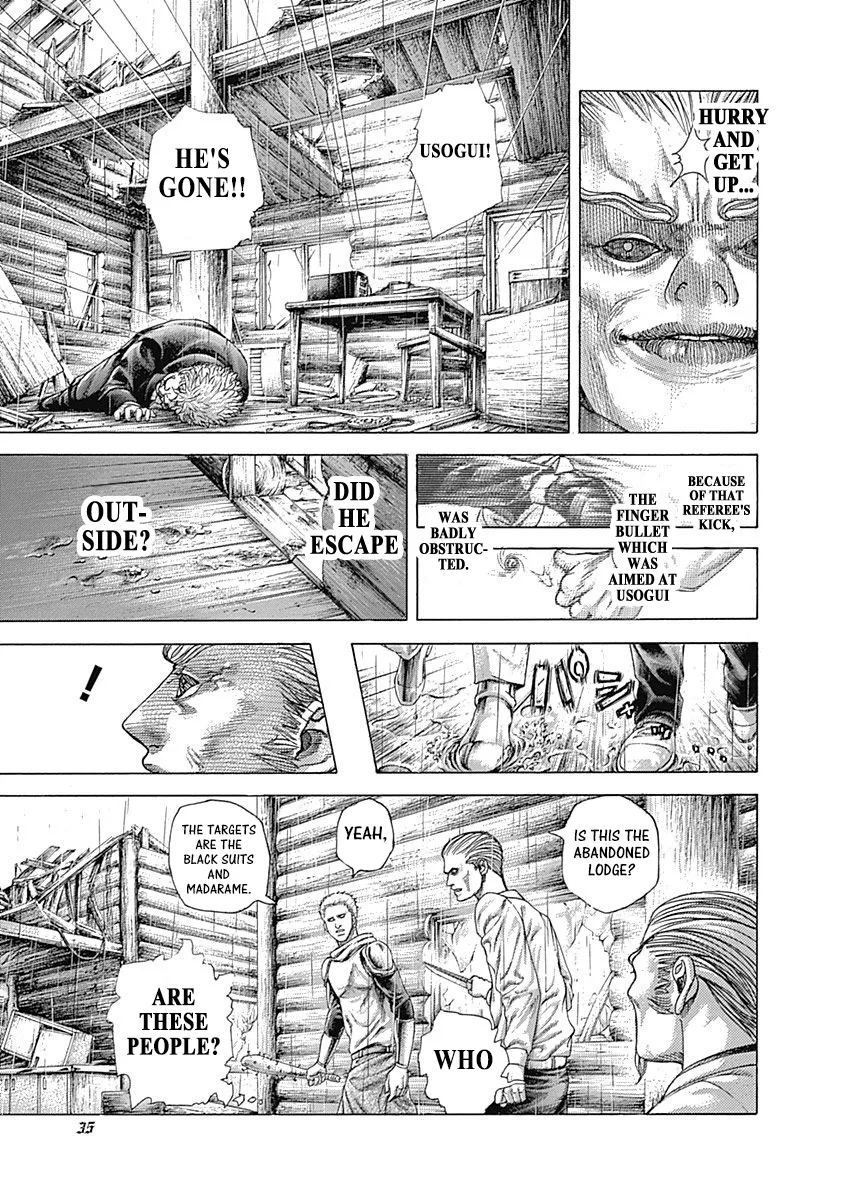 HURRY
AND
GET
UP...
USOGUI!
HE'S
GONE!!
BECAUSE
OF THAT
REFEREE'S
KICK,
THE
FINGER
BULLET
WHICH
WAS
AIMED AT
USOGUI
WAS
BADLY
OBSTRUC-
TED.
DID
HE
ESCAPE
OUT-
SIDE?
!
IS THIS THE
ABANDONED
LODGE?
YEAH,
THE TARGETS
ARE THE
BLACK SUITS
AND
MADARAME.
WHO
ARE
THESE
PEOPLE?
35